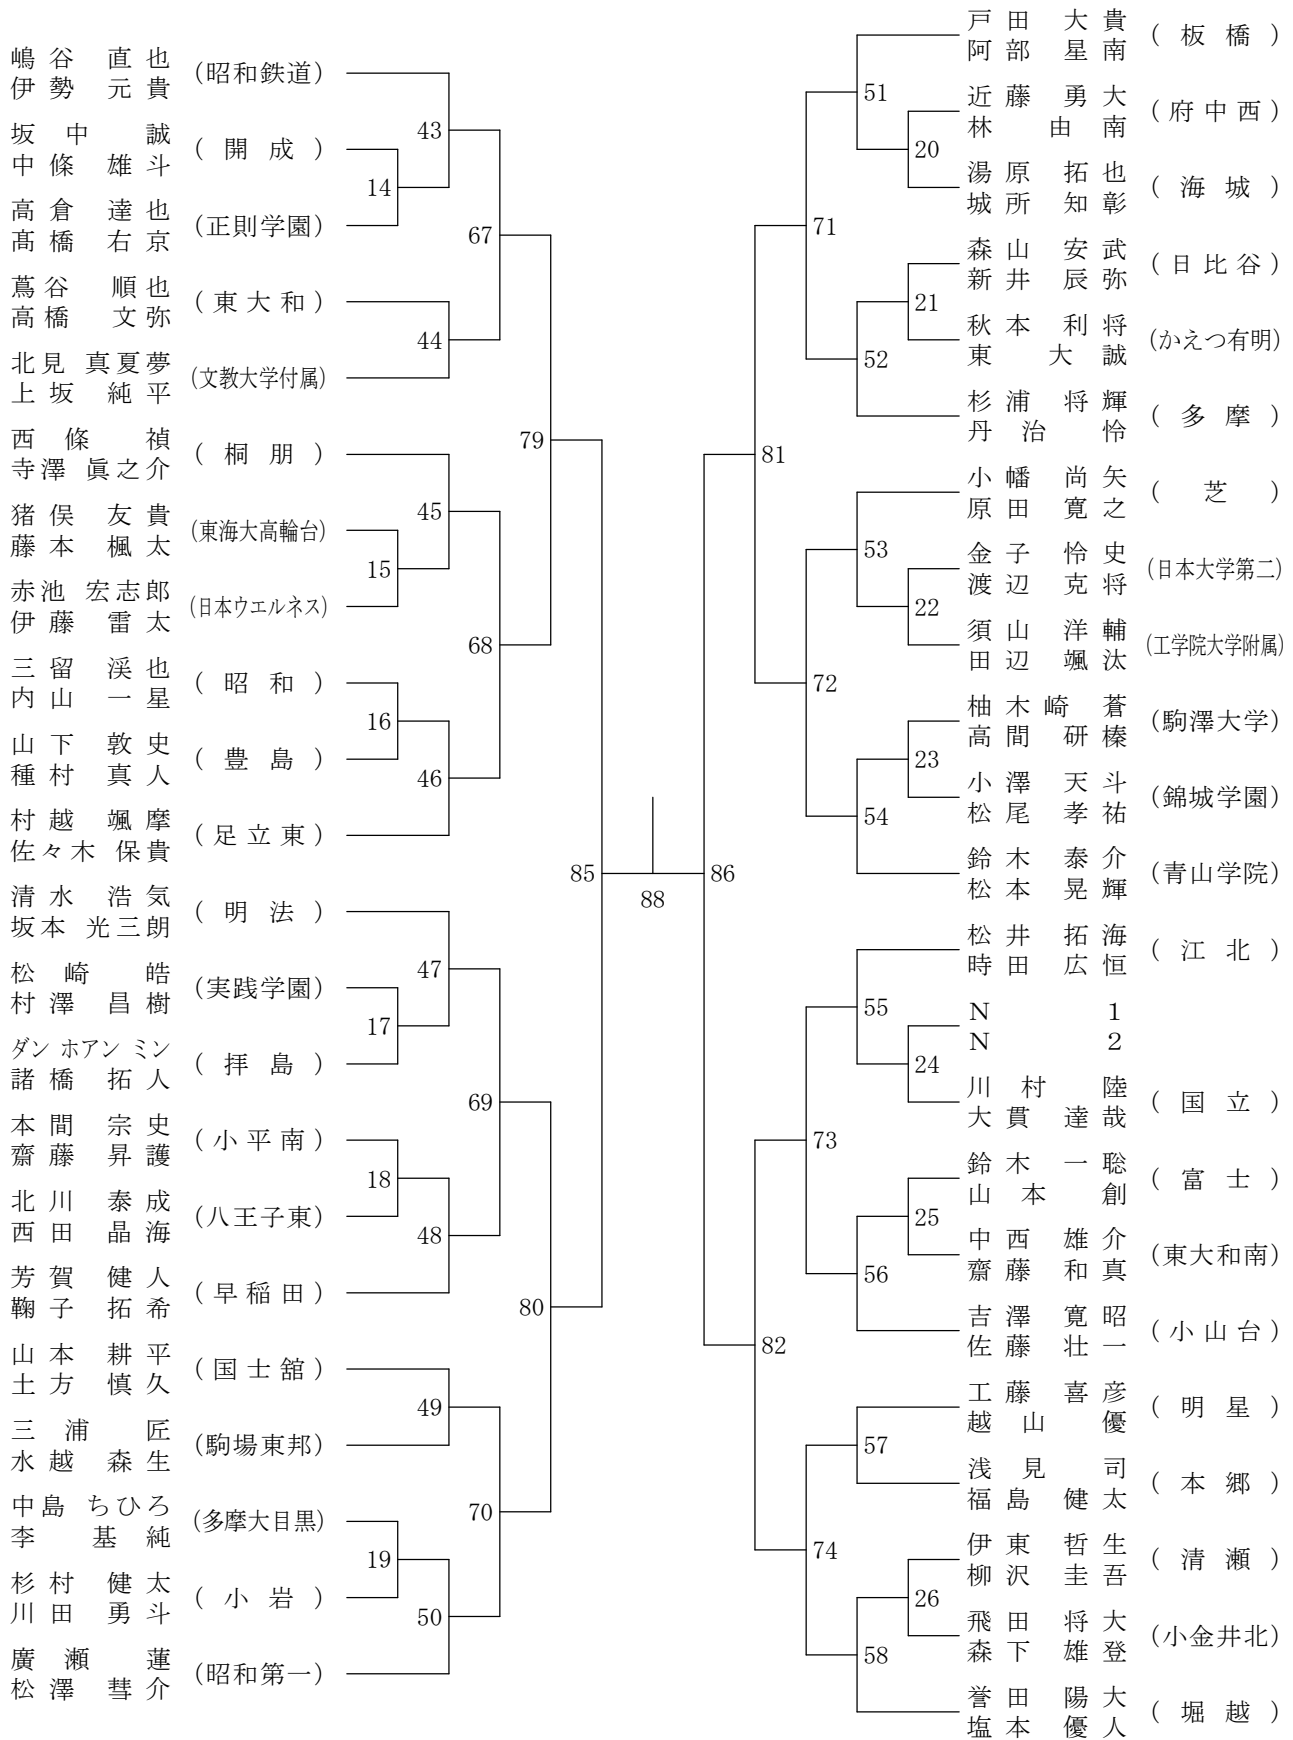 嶋谷 直也
伊勢 元貴
(昭和鉄道)
坂中 誠
中條 雄斗
(開成)
高倉 達也
髙橋 右京
(正則学園)
蔦谷 順也
高橋 文弥
(東大和)
北見 真夏夢
上坂 純平
(文教大学付属)
西條 禎
寺澤 眞之介
(桐朋)
猪俣 友貴
藤本 楓太
(東海大高輪台)
赤池 宏志郎
伊藤 雷太
(日本ウエルネス)
三留 渓也
内山 一星
(昭和)
山下 敦史
種村 真人
(豊島)
村越 颯摩
佐々木 保貴
(足立東)
清水 浩気
坂本 光三朗
(明法)
松崎 皓
村澤 昌樹
(実践学園)
ダン ホアン ミン
諸橋 拓人
(拝島)
本間 宗史
齋藤 昇護
(小平南)
北川 泰成
西田 晶海
(八王子東)
芳賀 健人
鞠子 拓希
(早稲田)
山本 耕平
土方 慎久
(国士舘)
三浦 匠
水越 森生
(駒場東邦)
中島 ちひろ
李 基純
(多摩大目黒)
杉村 健太
川田 勇斗
(小岩)
廣瀬 蓮
松澤 彗介
(昭和第一)
14
15
16
17
18
19
43
44
45
46
47
48
49
50
67
68
69
70
79
80
85
88
86
81
82
71
72
73
74
51
52
53
54
55
56
57
58
20
21
22
23
24
25
26
戸田 大貴
阿部 星南
(板橋)
近藤 勇大
林 由南
(府中西)
湯原 拓也
城所 知彰
(海城)
森山 安武
新井 辰弥
(日比谷)
秋本 利将
東 大誠
(かえつ有明)
杉浦 将輝
丹治 怜
(多摩)
小幡 尚矢
原田 寛之
(芝)
金子 怜史
渡辺 克将
(日本大学第二)
須山 洋輔
田辺 颯汰
(工学院大学附属)
柚木崎 蒼
高間 研榛
(駒澤大学)
小澤 天斗
松尾 孝祐
(錦城学園)
鈴木 泰介
松本 晃輝
(青山学院)
松井 拓海
時田 広恒
(江北)
N 1
N 2
川村 陸
大貫 達哉
(国立)
鈴木 一聡
山本 創
(富士)
中西 雄介
齋藤 和真
(東大和南)
吉澤 寛昭
佐藤 壮一
(小山台)
工藤 喜彦
越山 優
(明星)
浅見 司
福島 健太
(本郷)
伊東 哲生
柳沢 圭吾
(清瀬)
飛田 将大
森下 雄登
(小金井北)
誉田 陽大
塩本 優人
(堀越)